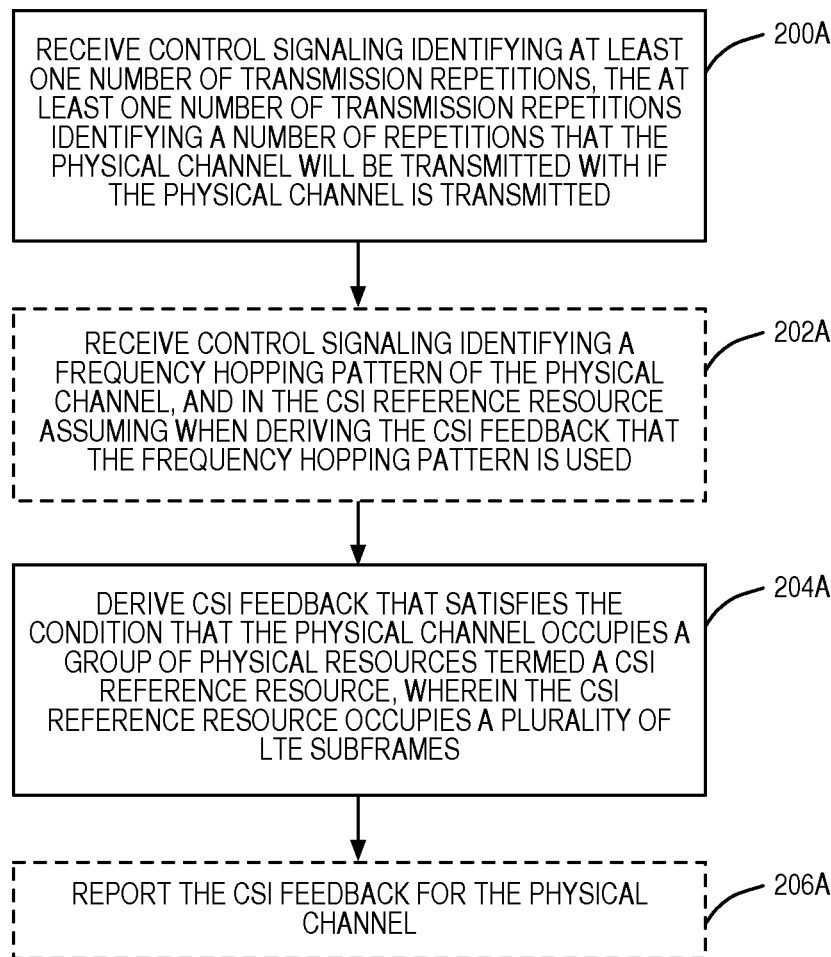 RECEIVE CONTROL SIGNALING IDENTIFYING AT LEAST
ONE NUMBER OF TRANSMISSION REPETITIONS, THE AT
LEAST ONE NUMBER OF TRANSMISSION REPETITIONS
IDENTIFYING A NUMBER OF REPETITIONS THAT THE
PHYSICAL CHANNEL WILL BE TRANSMITTED WITH IF
THE PHYSICAL CHANNEL IS TRANSMITTED
200A
RECEIVE CONTROL SIGNALING IDENTIFYING A
FREQUENCY HOPPING PATTERN OF THE PHYSICAL
CHANNEL, AND IN THE CSI REFERENCE RESOURCE
ASSUMING WHEN DERIVING THE CSI FEEDBACK THAT
THE FREQUENCY HOPPING PATTERN IS USED
202A
DERIVE CSI FEEDBACK THAT SATISFIES THE
CONDITION THAT THE PHYSICAL CHANNEL OCCUPIES A
GROUP OF PHYSICAL RESOURCES TERMED A CSI
REFERENCE RESOURCE, WHEREIN THE CSI
REFERENCE RESOURCE OCCUPIES A PLURALITY OF
LTE SUBFRAMES
204A
REPORT THE CSI FEEDBACK FOR THE PHYSICAL
CHANNEL
206A